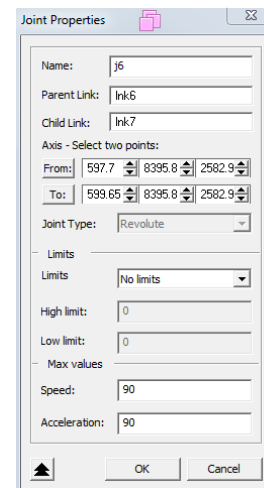 Joint Properties
Name: j6
Parent Link: lnk6
Child Link: lnk7
Axis - Select two points:
From: 597.7 8395.8 2582.9
To: 599.65 8395.8 2582.9
Joint Type: Revolute
Limits
Limits No limits
High limit: 0
Low limit: 0
Max values
Speed: 90
Acceleration: 90
OK Cancel